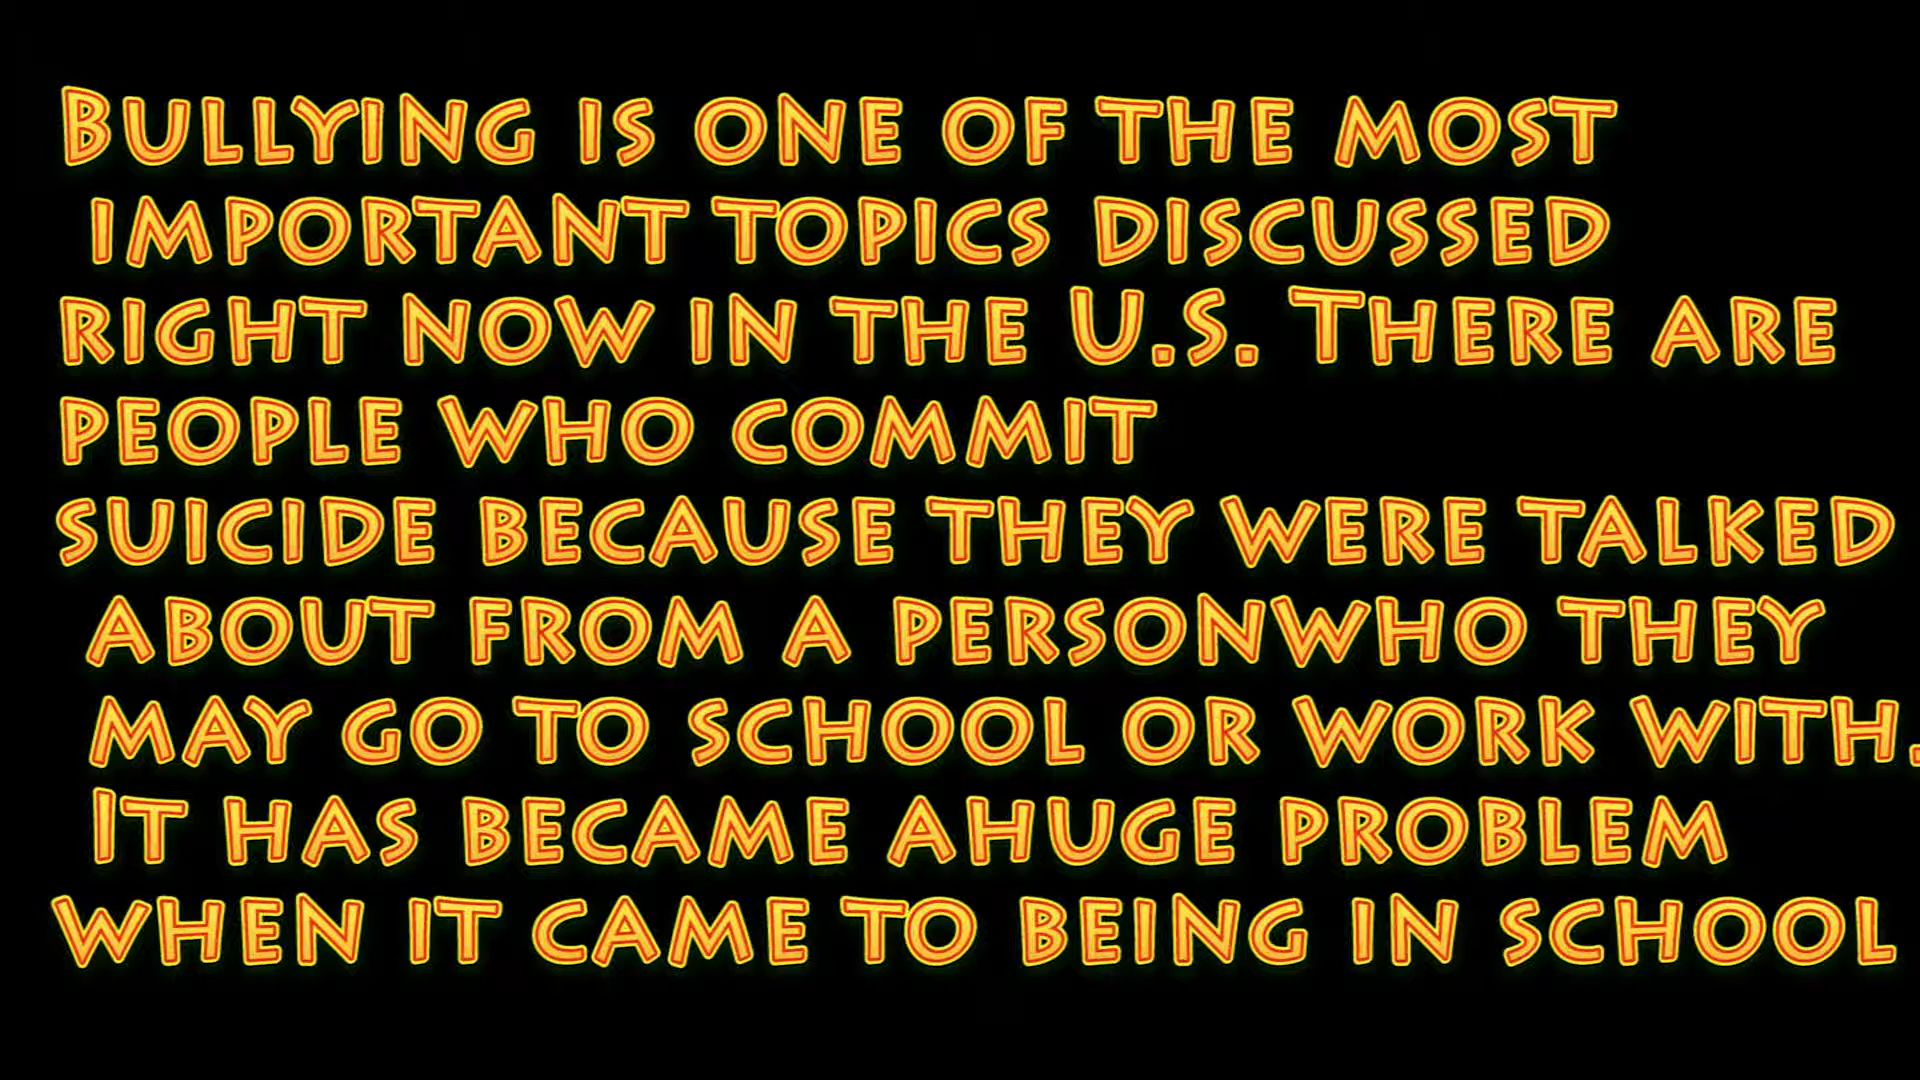 Bullying is one of the most
important topics discussed
right now in the U.S. There are
people who commit
suicide because they were talked
about from a personwho they
may go to school or work with.
It has became ahuge problem
when it came to being in school